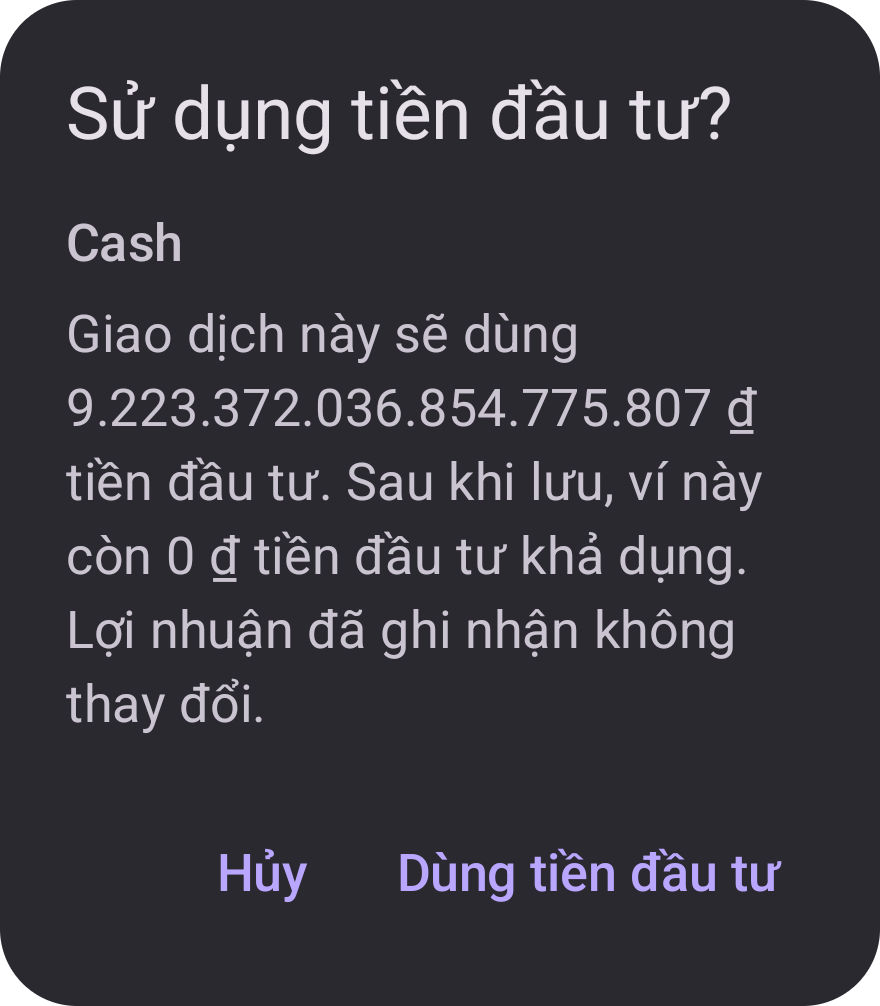 Sử dụng tiền đầu tư?
Cash
Giao dịch này sẽ dùng
9.223.372.036.854.775.807 ₫
tiền đầu tư. Sau khi lưu, ví này
còn 0 ₫ tiền đầu tư khả dụng.
Lợi nhuận đã ghi nhận không
thay đổi.
Hủy
Dùng tiền đầu tư